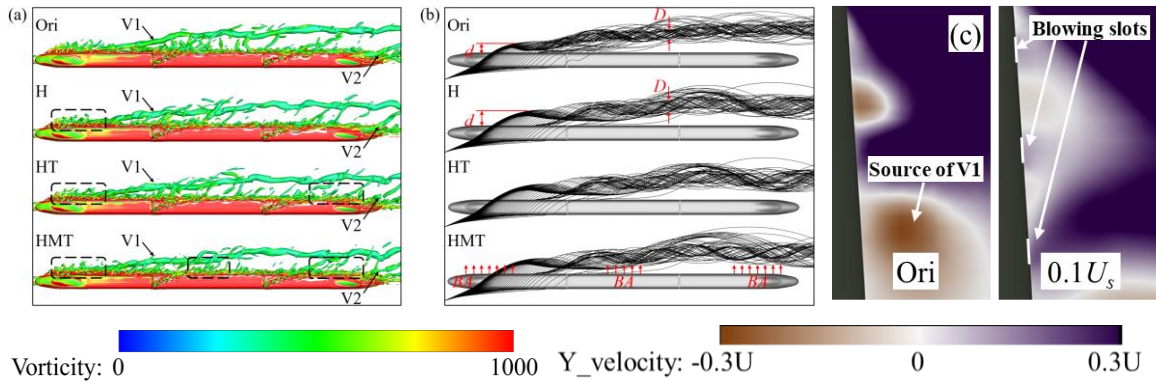 (a)
Ori
V1
V2
H
V1
V2
HT
V1
V2
HMT
V1
V2
(b)
Ori
d
D
H
d
D
HT
HMT
BA
BA
BA
(c)
Source of V1
Ori
Blowing slots
0.1Us
Vorticity: 0
1000
Y_velocity: -0.3U
0
0.3U